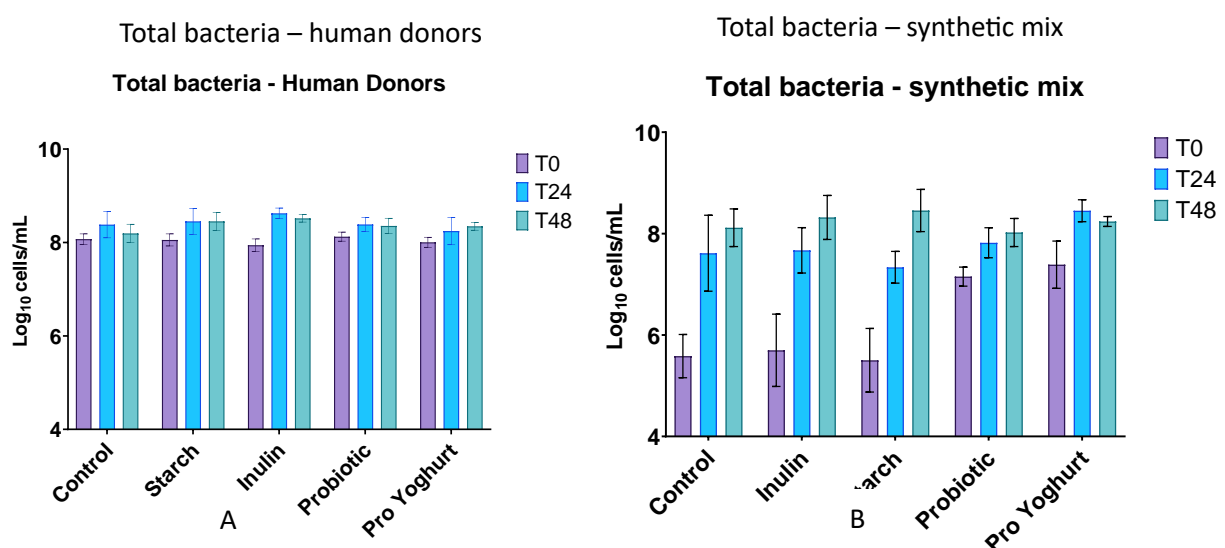 Total bacteria – human donors
Total bacteria - Human Donors
Log₁₀ cells/mL
10
8
6
4
T0
T24
T48
Control
Starch
Inulin
Probiotic
Pro Yoghurt
A
Total bacteria – synthetic mix
Total bacteria - synthetic mix
Log₁₀ cells/mL
10
8
6
4
T0
T24
T48
Control
Inulin
arch
Probiotic
Pro Yoghurt
B